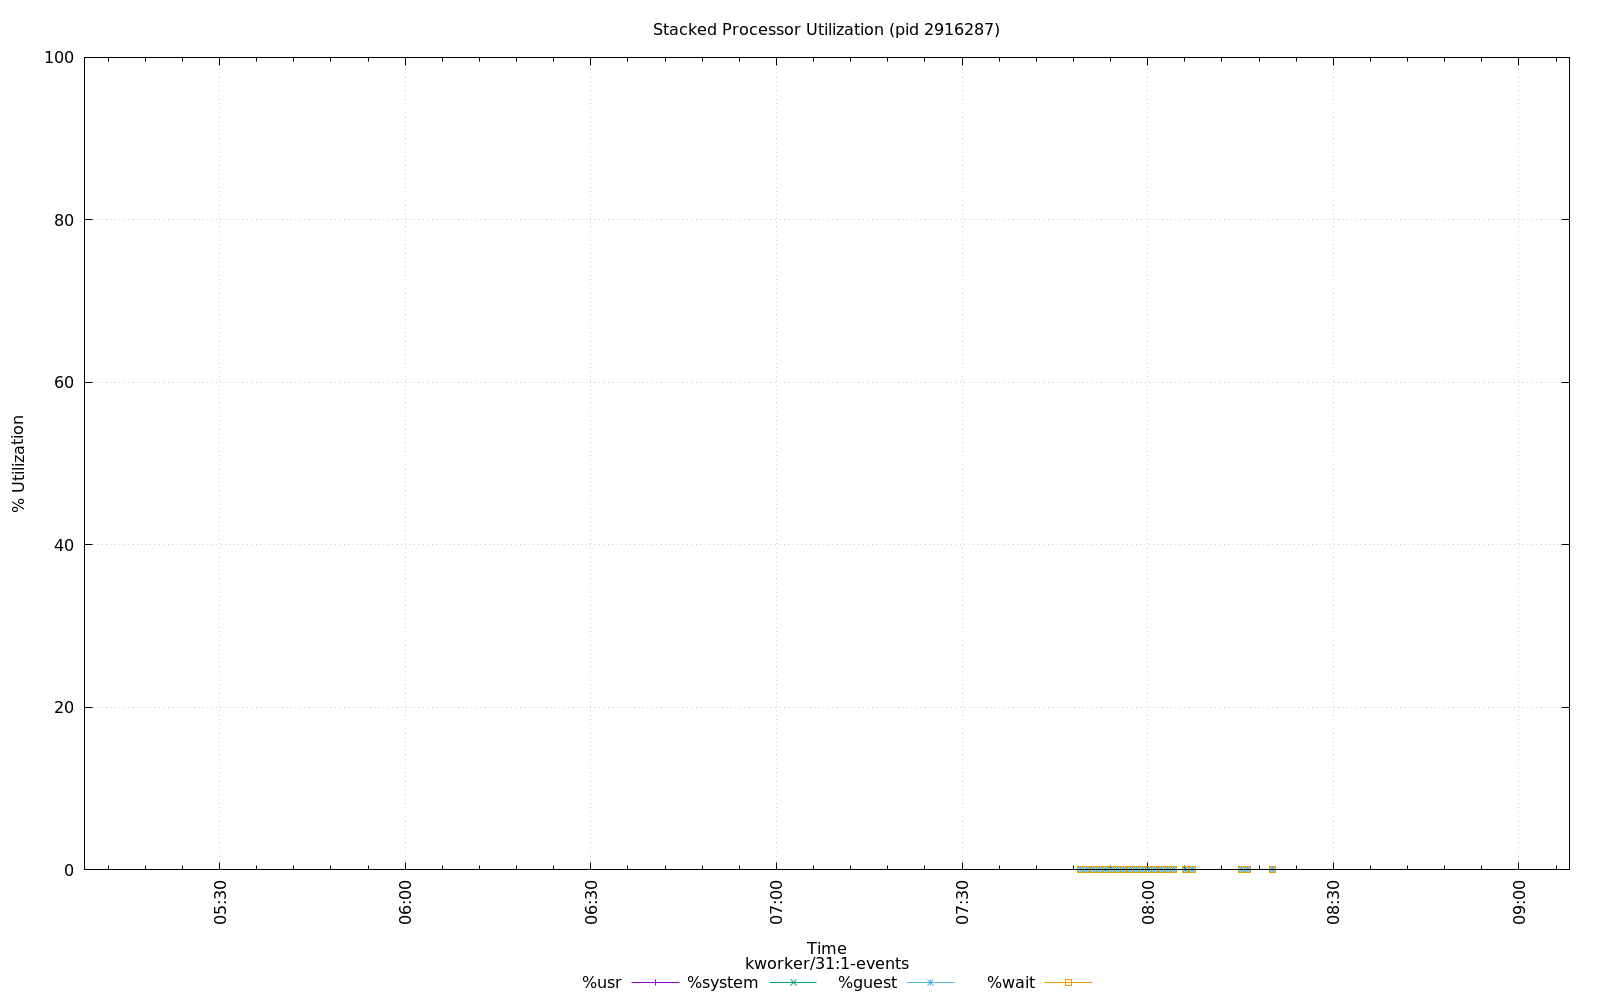 Stacked Processor Utilization (pid 2916287)
100
80
60
40
20
0
% Utilization
05:30
06:00
06:30
07:00
07:30
08:00
08:30
09:00
Time
kworker/31:1-events
%usr %system %guest %wait